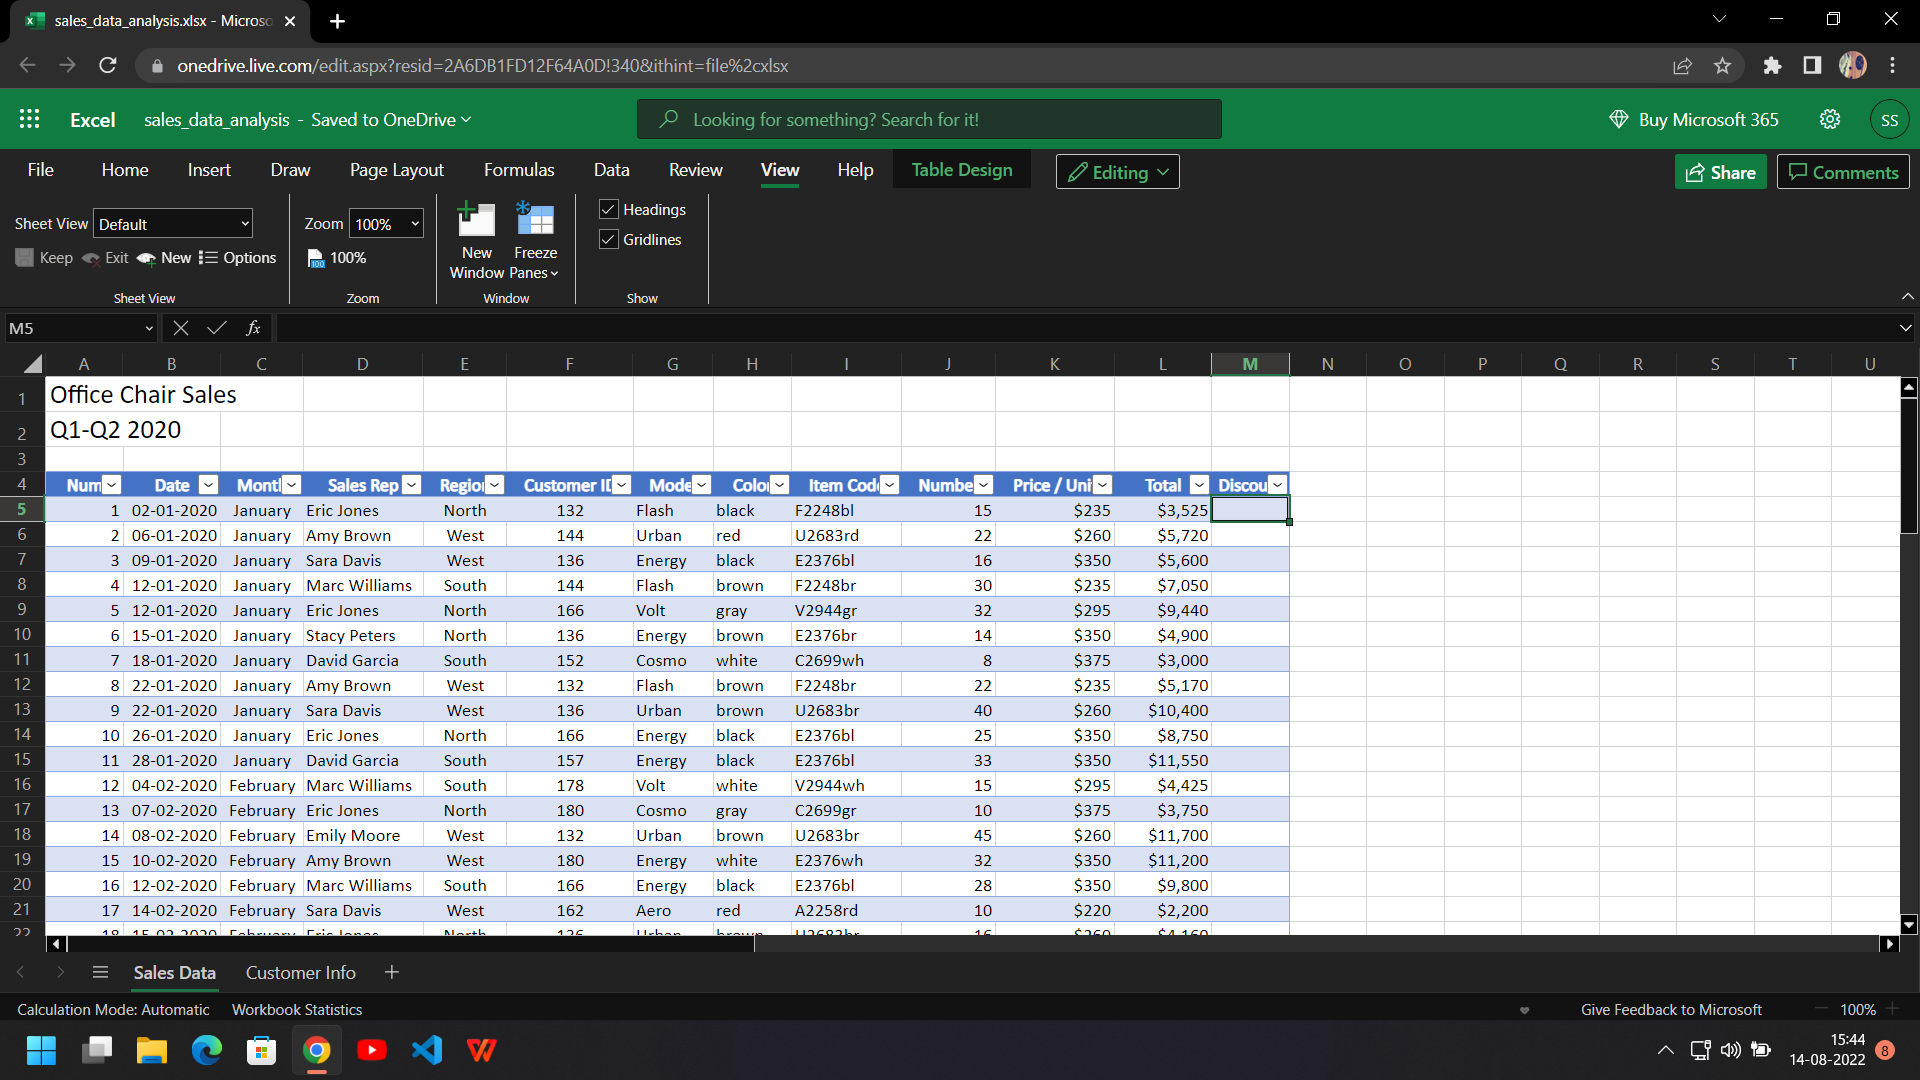 sales_data_analysis.xlsx - Microso
onedrive.live.com/edit.aspx?resid=2A6DB1FD12F64A0D!340&ithint=file%2cxlsx
Excel sales_data_analysis - Saved to OneDrive
Looking for something? Search for it!
Buy Microsoft 365
SS
File Home Insert Draw Page Layout Formulas Data Review View Help Table Design Editing Share Comments
Sheet View Default
Keep Exit New Options
Sheet View
Zoom 100%
100%
Zoom
New Window
Freeze Panes
Window
Headings
Gridlines
Show
M5 fx
A B C D E F G H I J K L M N O P Q R S T U
1 Office Chair Sales
2 Q1-Q2 2020
3
4 Num Date Mont Sales Rep Regio Customer I Mode Colo Item Cod Numbe Price / Uni Total Discou
5 1 02-01-2020 January Eric Jones North 132 Flash black F2248bl 15 $235 $3,525
6 2 06-01-2020 January Amy Brown West 144 Urban red U2683rd 22 $260 $5,720
7 3 09-01-2020 January Sara Davis West 136 Energy black E2376bl 16 $350 $5,600
8 4 12-01-2020 January Marc Williams South 144 Flash brown F2248br 30 $235 $7,050
9 5 12-01-2020 January Eric Jones North 166 Volt gray V2944gr 32 $295 $9,440
10 6 15-01-2020 January Stacy Peters North 136 Energy brown E2376br 14 $350 $4,900
11 7 18-01-2020 January David Garcia South 152 Cosmo white C2699wh 8 $375 $3,000
12 8 22-01-2020 January Amy Brown West 132 Flash brown F2248br 22 $235 $5,170
13 9 22-01-2020 January Sara Davis West 136 Urban brown U2683br 40 $260 $10,400
14 10 26-01-2020 January Eric Jones North 166 Energy black E2376bl 25 $350 $8,750
15 11 28-01-2020 January David Garcia South 157 Energy black E2376bl 33 $350 $11,550
16 12 04-02-2020 February Marc Williams South 178 Volt white V2944wh 15 $295 $4,425
17 13 07-02-2020 February Eric Jones North 180 Cosmo gray C2699gr 10 $375 $3,750
18 14 08-02-2020 February Emily Moore West 132 Urban brown U2683br 45 $260 $11,700
19 15 10-02-2020 February Amy Brown West 180 Energy white E2376wh 32 $350 $11,200
20 16 12-02-2020 February Marc Williams South 166 Energy black E2376bl 28 $350 $9,800
21 17 14-02-2020 February Sara Davis West 162 Aero red A2258rd 10 $220 $2,200
22 18 15-02-2020 February Eric Jones North 136 Urban brown U2683br 16 $260 $4,160
Sales Data Customer Info
Calculation Mode: Automatic Workbook Statistics Give Feedback to Microsoft 100%
15:44
14-08-2022
8